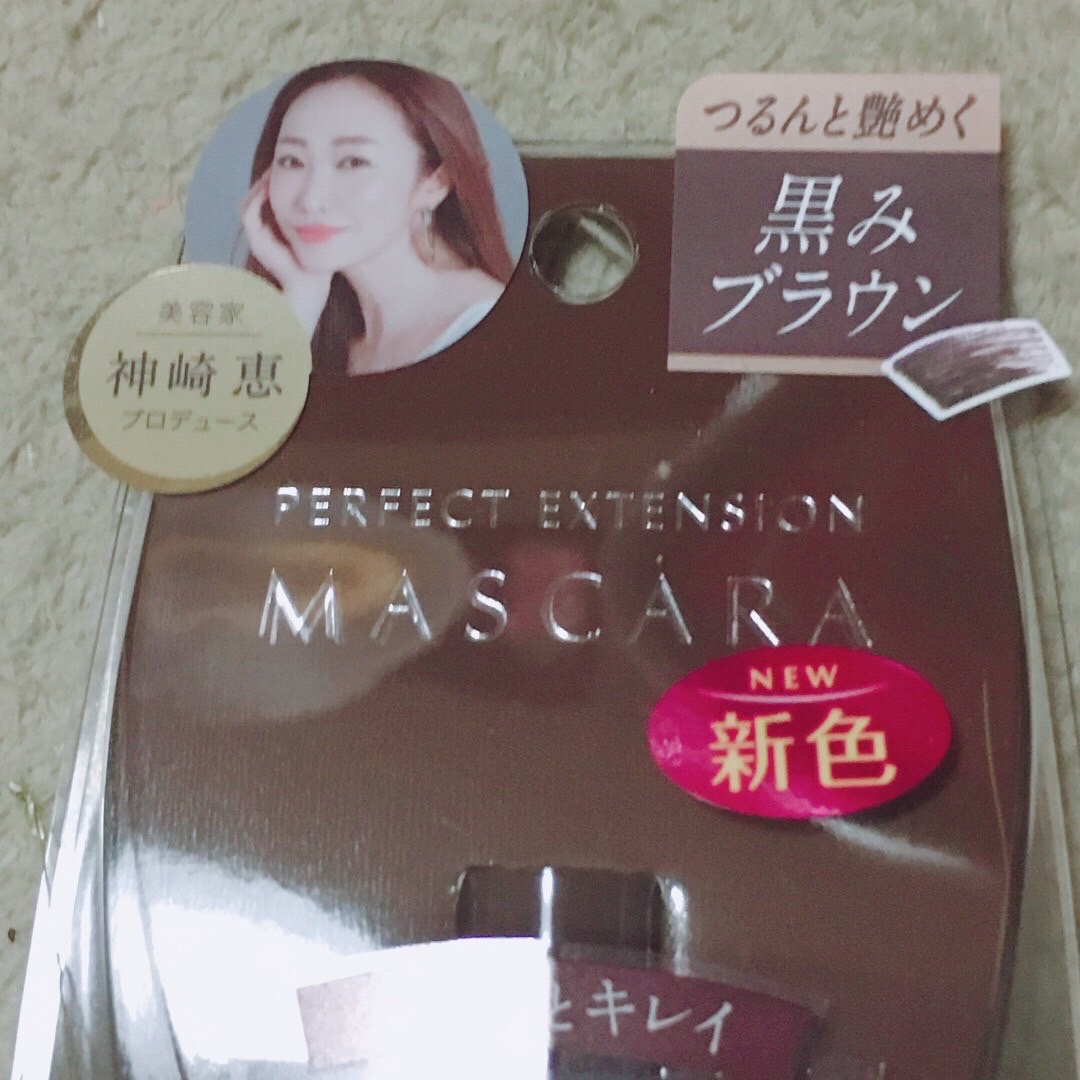 つるんと艶めく
黒み
ブラウン
美容家
神崎 恵
プロデュース
PERFECT EXTENSION
MASCARA
NEW
新色
とキレイ